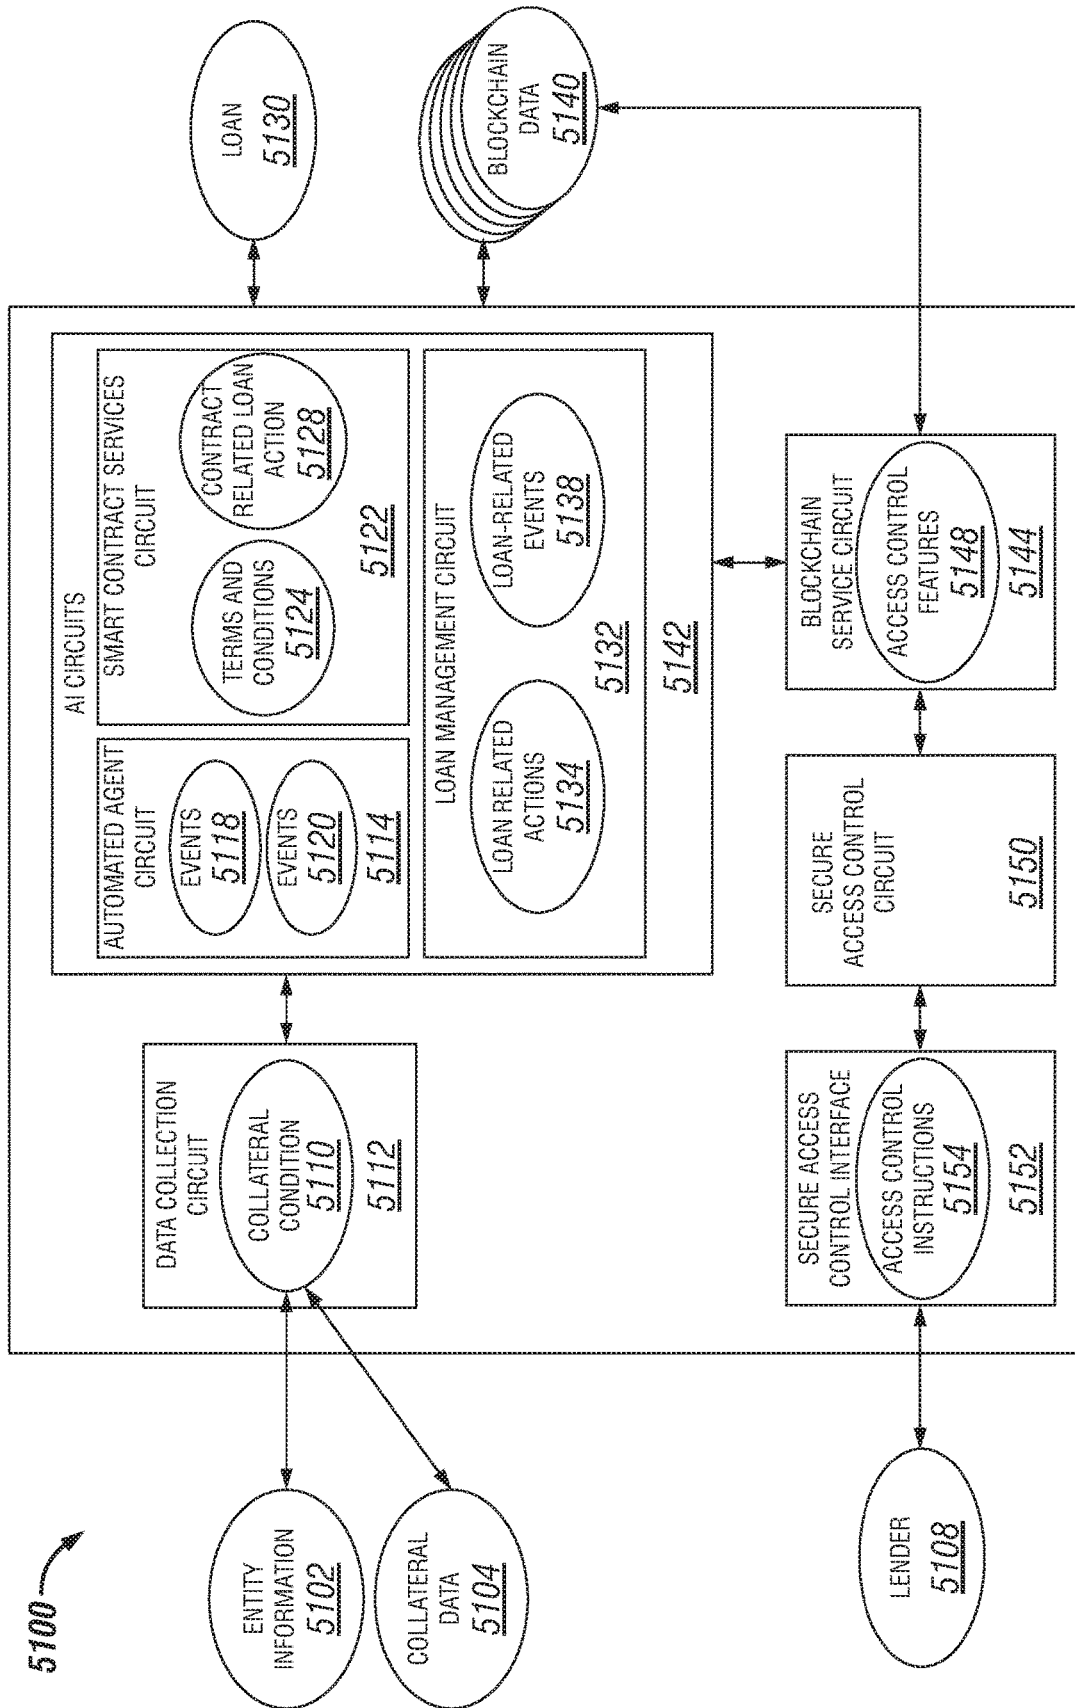 5100
ENTITY
INFORMATION
5102
COLLATERAL
DATA
5104
LENDER
5108
DATA COLLECTION
CIRCUIT
COLLATERAL
CONDITION
5110
5112
AI CIRCUITS
AUTOMATED AGENT
CIRCUIT
EVENTS
5118
EVENTS
5120
5114
SMART CONTRACT SERVICES
CIRCUIT
TERMS AND
CONDITIONS
5124
CONTRACT
RELATED LOAN
ACTION
5128
5122
LOAN MANAGEMENT CIRCUIT
LOAN RELATED
ACTIONS
5134
LOAN-RELATED
EVENTS
5138
5132
5142
LOAN
5130
BLOCKCHAIN
DATA
5140
SECURE ACCESS
CONTROL INTERFACE
ACCESS CONTROL
INSTRUCTIONS
5154
5152
SECURE
ACCESS CONTROL
CIRCUIT
5150
BLOCKCHAIN
SERVICE CIRCUIT
ACCESS CONTROL
FEATURES
5148
5144